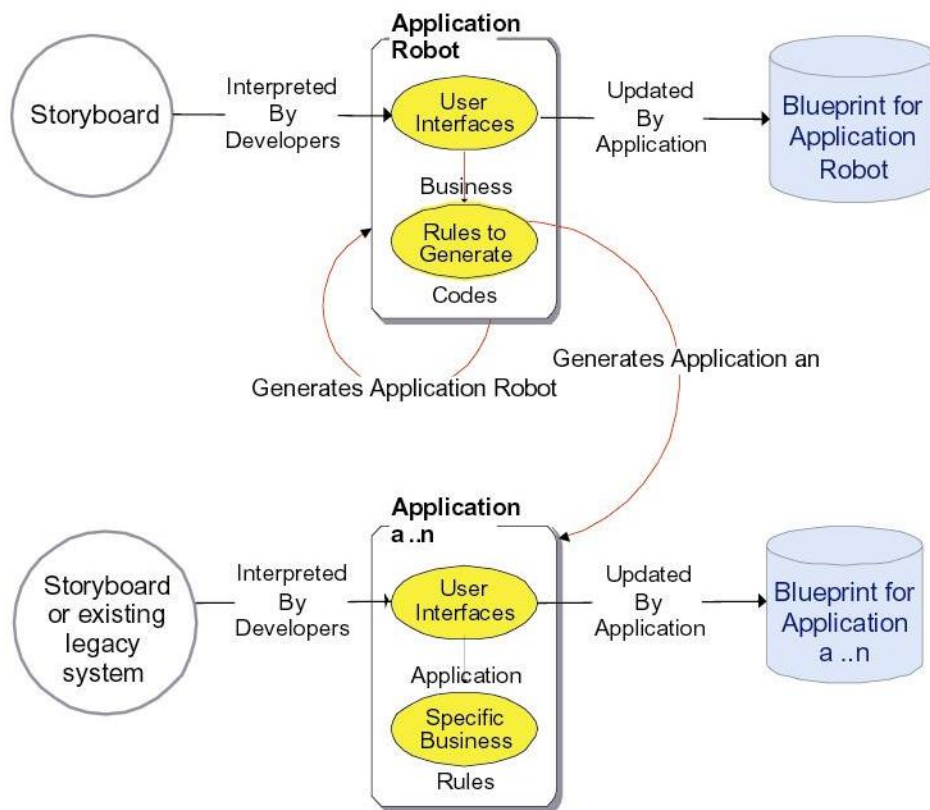 Application
Robot
Storyboard
Interpreted
By
Developers
User
Interfaces
Updated
By
Application
Blueprint for
Application
Robot
Business
Rules to
Generate
Codes
Generates Application Robot
Generates Application an
Application
a ..n
Storyboard
or existing
legacy
system
Interpreted
By
Developers
User
Interfaces
Updated
By
Application
Blueprint for
Application
a ..n
Application
Specific
Business
Rules